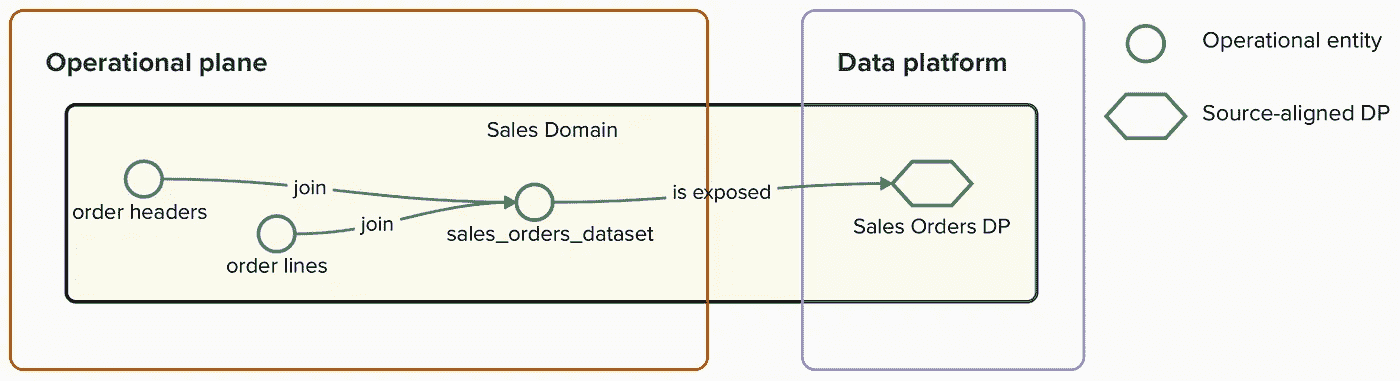 Operational plane
Data platform
Operational entity
Source-aligned DP
Sales Domain
join
order headers
join
order lines
sales_orders_dataset
is exposed
Sales Orders DP